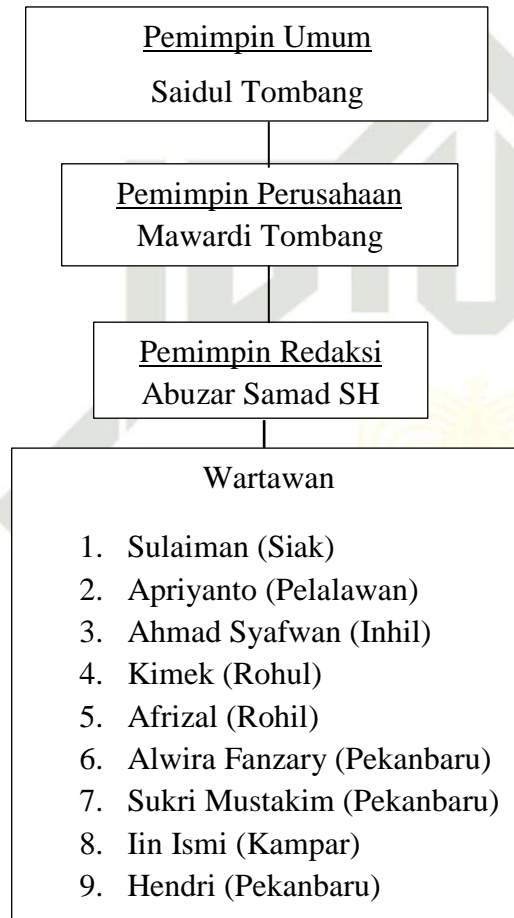 Pemimpin Umum
Saidul Tombang
Pemimpin Perusahaan
Mawardi Tombang
Pemimpin Redaksi
Abuzar Samad SH
Wartawan
1. Sulaiman (Siak)
2. Apriyanto (Pelalawan)
3. Ahmad Syafwan (Inhil)
4. Kimek (Rohul)
5. Afrizal (Rohil)
6. Alwira Fanzary (Pekanbaru)
7. Sukri Mustakim (Pekanbaru)
8. Iin Ismi (Kampar)
9. Hendri (Pekanbaru)